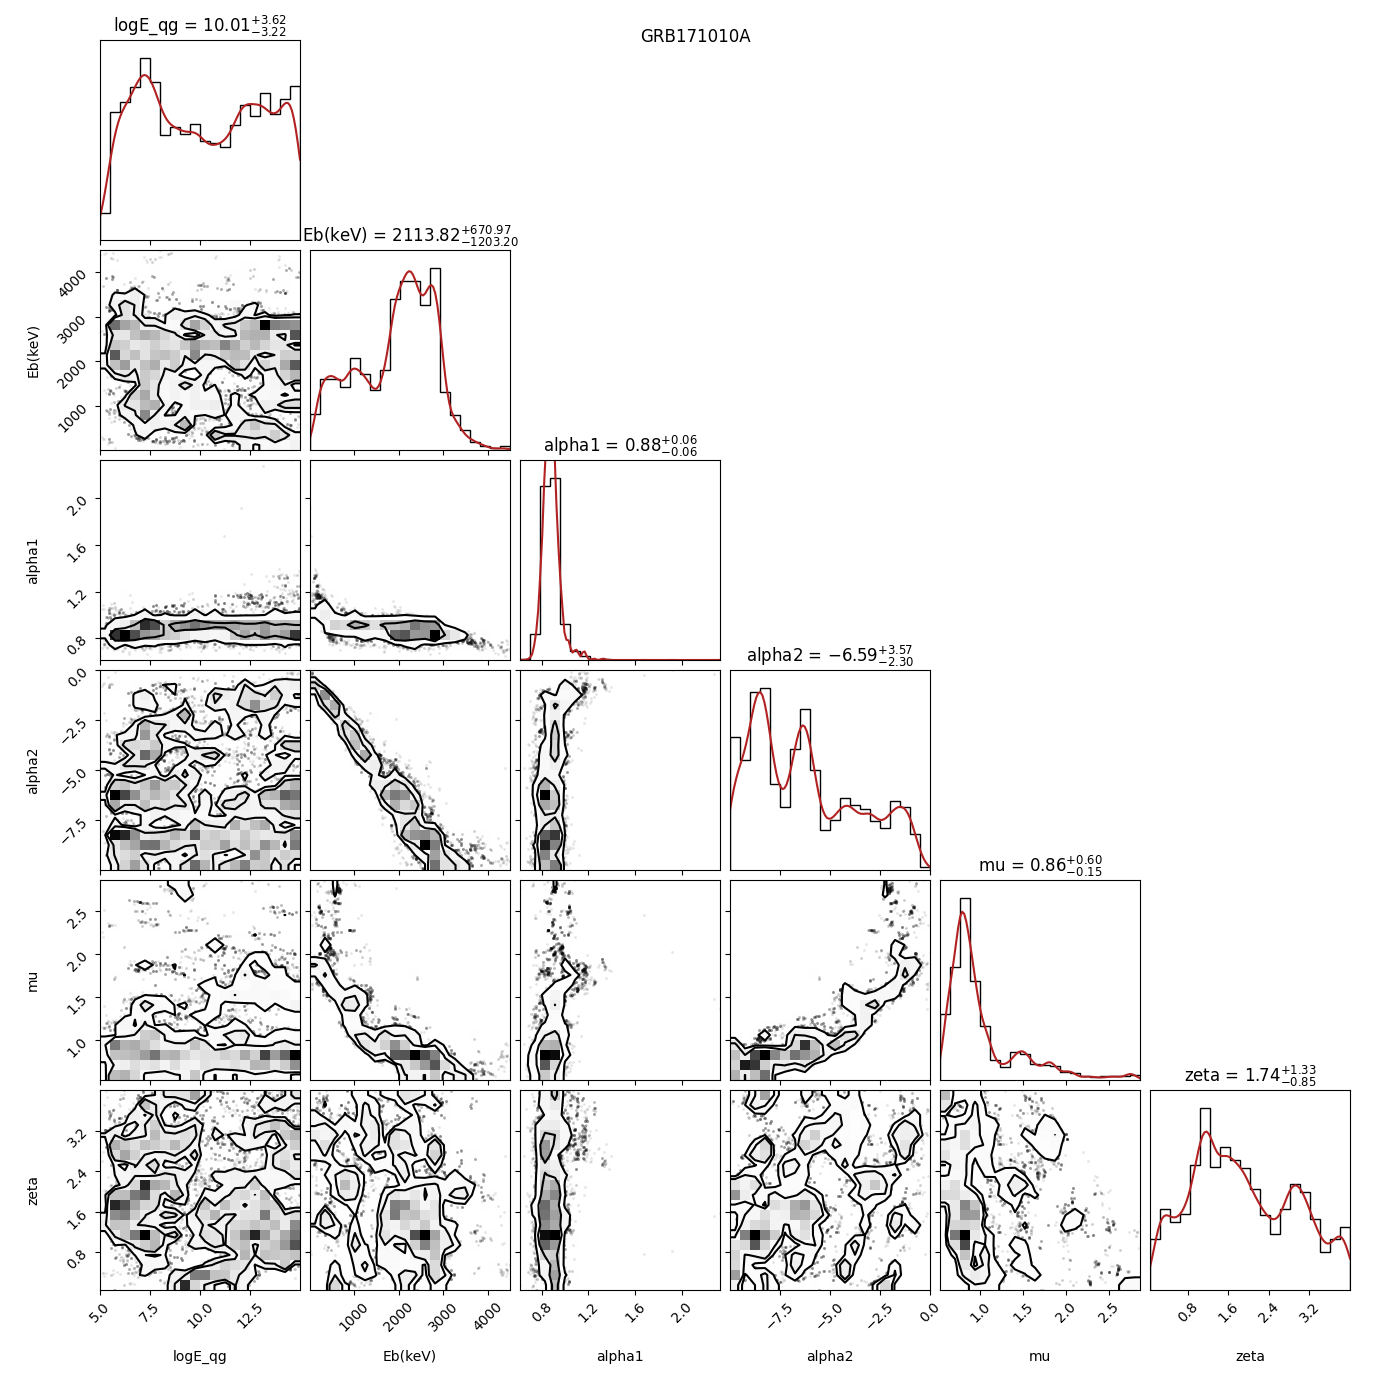 logE_qg = 10.01+3.62−3.22
GRB171010A
Eb(keV) = 2113.82+670.97−1203.20
4000
3000
2000
1000
Eb(keV)
alpha1 = 0.88+0.06−0.06
2.0
1.6
1.2
0.8
alpha1
alpha2 = −6.59+3.57−2.30
0.0
−2.5
−5.0
−7.5
alpha2
mu = 0.86+0.60−0.15
2.5
2.0
1.5
1.0
mu
zeta = 1.74+1.33−0.85
3.2
2.4
1.6
0.8
zeta
5.0 7.5 10.0 12.5 1000 2000 3000 4000 0.8 1.2 1.6 2.0 −7.5 −5.0 −2.5 0.0 1.0 1.5 2.0 2.5 0.8 1.6 2.4 3.2
logE_qg Eb(keV) alpha1 alpha2 mu zeta